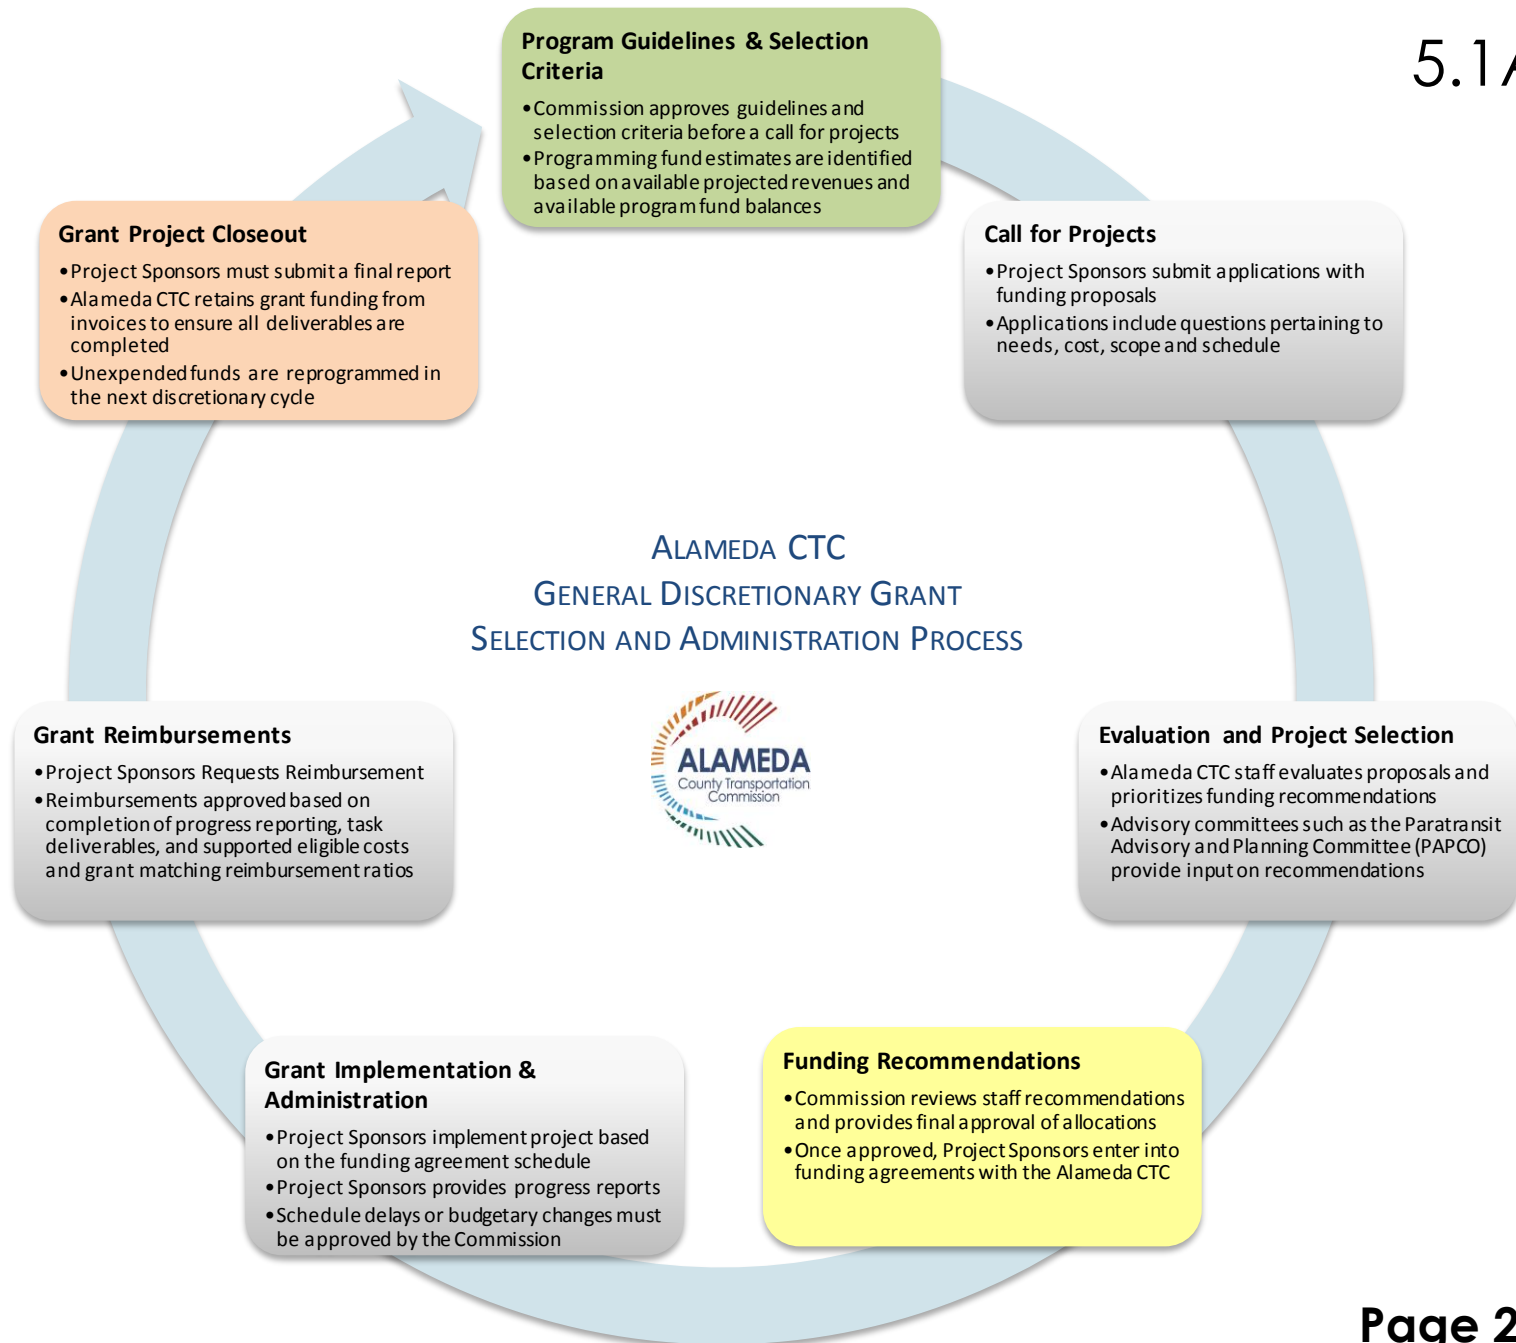 5.1A
Program Guidelines & Selection
Criteria
•Commission approves guidelines and
selection criteria before a call for projects
•Programming fund estimates are identified
based on available projected revenues and
available program fund balances
Call for Projects
•Project Sponsors submit applications with
funding proposals
•Applications include questions pertaining to
needs, cost, scope and schedule
Evaluation and Project Selection
•Alameda CTC staff evaluates proposals and
prioritizes funding recommendations
•Advisory committees such as the Paratransit
Advisory and Planning Committee (PAPCO)
provide input on recommendations
Funding Recommendations
•Commission reviews staff recommendations
and provides final approval of allocations
•Once approved, Project Sponsors enter into
funding agreements with the Alameda CTC
Grant Implementation &
Administration
•Project Sponsors implement project based
on the funding agreement schedule
•Project Sponsors provides progress reports
•Schedule delays or budgetary changes must
be approved by the Commission
Grant Reimbursements
•Project Sponsors Requests Reimbursement
•Reimbursements approved based on
completion of progress reporting, task
deliverables, and supported eligible costs
and grant matching reimbursement ratios
Grant Project Closeout
•Project Sponsors must submit a final report
•Alameda CTC retains grant funding from
invoices to ensure all deliverables are
completed
•Unexpended funds are reprogrammed in
the next discretionary cycle
ALAMEDA CTC
GENERAL DISCRETIONARY GRANT
SELECTION AND ADMINISTRATION PROCESS
ALAMEDA
County Transportation
Commission
Page 2